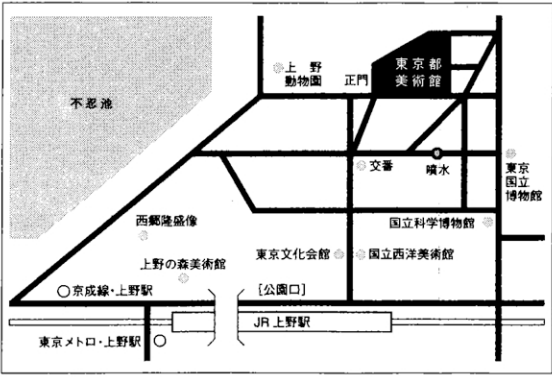 上野
動物園
正門
東京都
美術館
不忍池
交番
噴水
東京
国立
博物館
西郷隆盛像
国立科学博物館
上野の森美術館
東京文化会館
国立西洋美術館
京成線・上野駅
[公園口]
JR上野駅
東京メトロ・上野駅